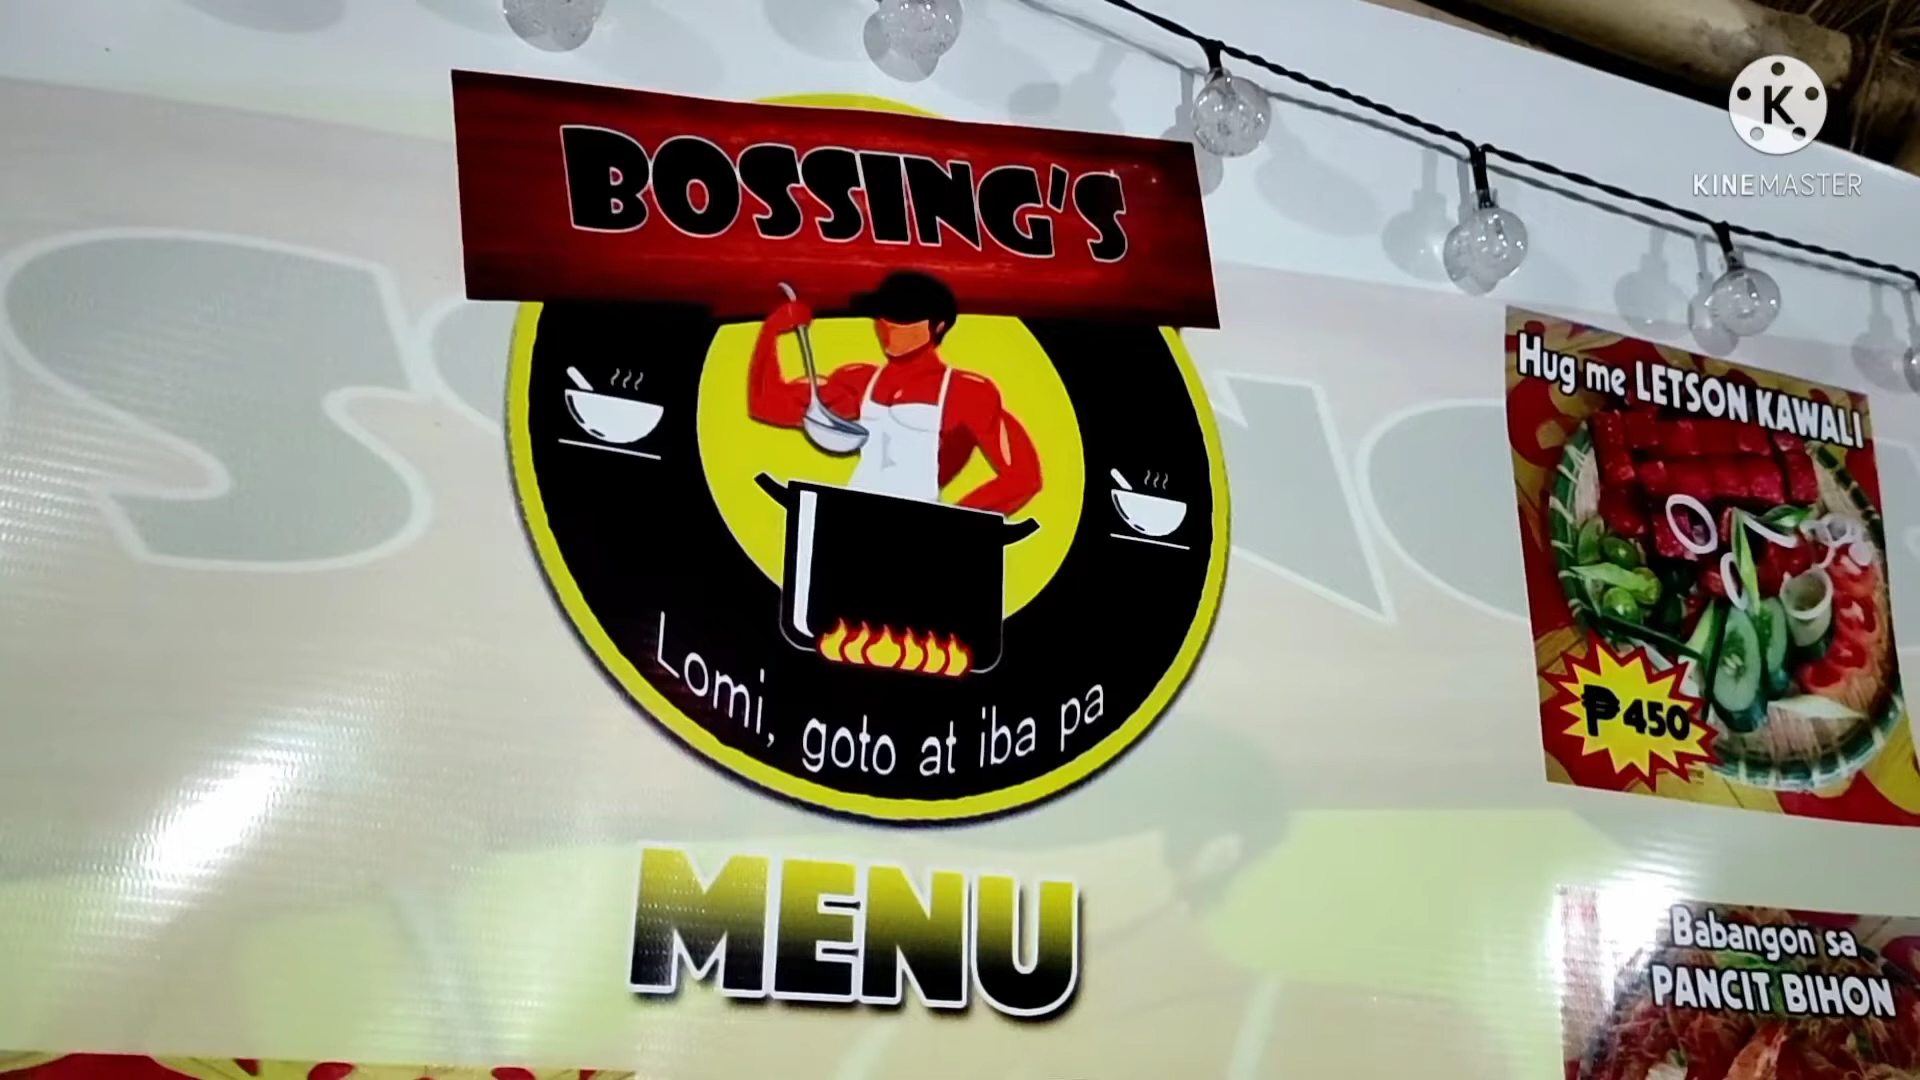 BOSSING'S
Lomi, goto at iba pa
MENU
Hug me LETSON KAWALI
₱450
Babangon sa
PANCIT BIHON
KINEMASTER